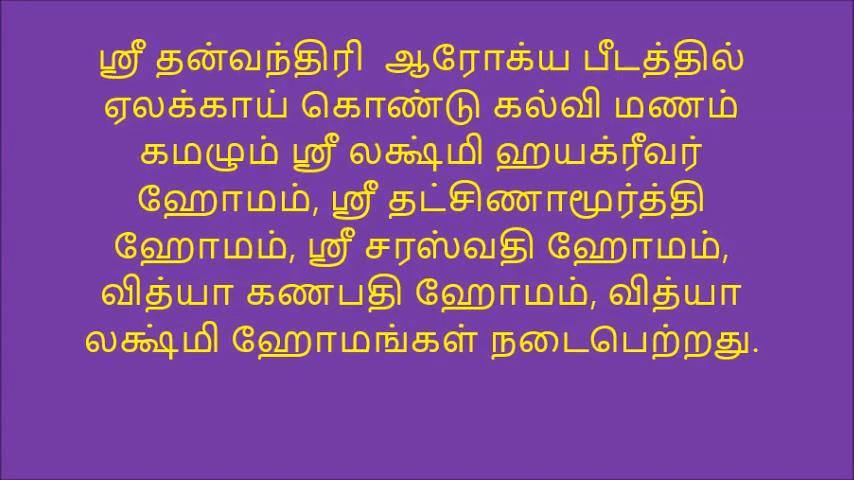 ஸ்ரீ தன்வந்திரி ஆரோக்ய பீடத்தில்
ஏலக்காய் கொண்டு கல்வி மணம்
கமழும் ஸ்ரீ லக்ஷ்மி ஹயக்ரீவர்
ஹோமம், ஸ்ரீ தட்சிணாமூர்த்தி
ஹோமம், ஸ்ரீ சரஸ்வதி ஹோமம்,
வித்யா கணபதி ஹோமம், வித்யா
லக்ஷ்மி ஹோமங்கள் நடைபெற்றது.